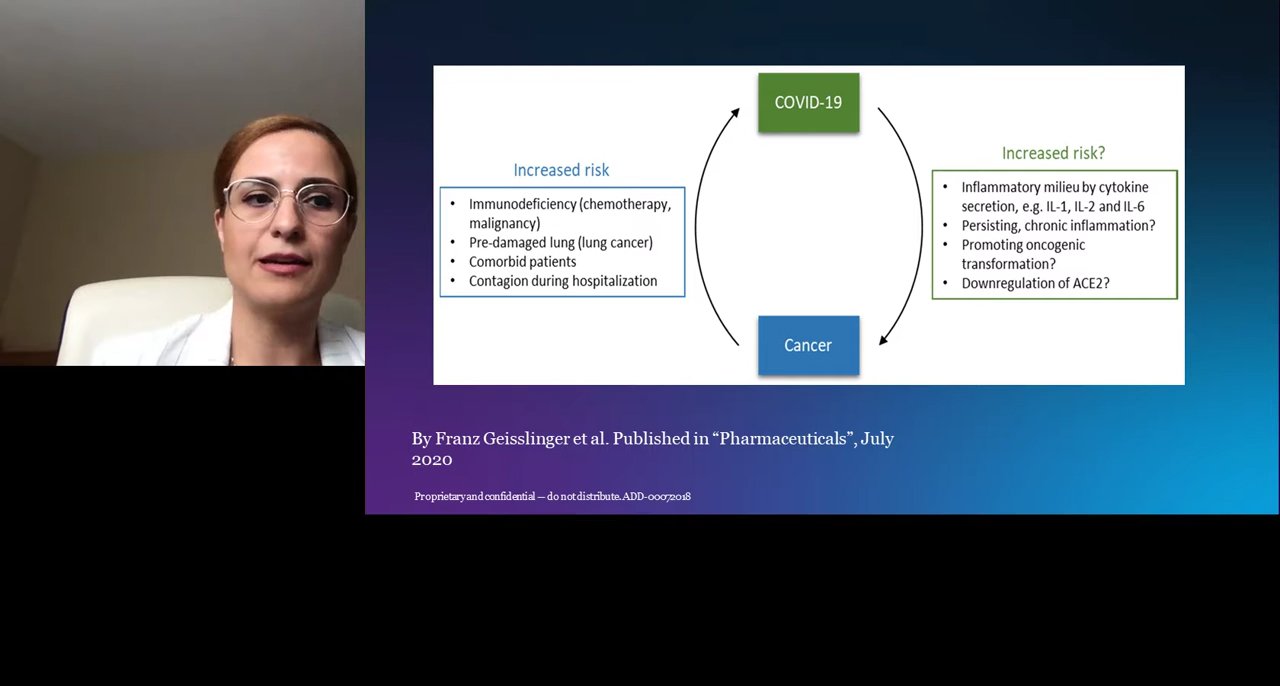 COVID-19
Increased risk
• Immunodeficiency (chemotherapy,
malignancy)
• Pre-damaged lung (lung cancer)
• Comorbid patients
• Contagion during hospitalization
Increased risk?
• Inflammatory milieu by cytokine
secretion, e.g. IL-1, IL-2 and IL-6
• Persisting, chronic inflammation?
• Promoting oncogenic
transformation?
• Downregulation of ACE2?
Cancer
By Franz Geisslinger et al. Published in “Pharmaceuticals”, July
2020
Proprietary and confidential — do not distribute. ADD-00072018